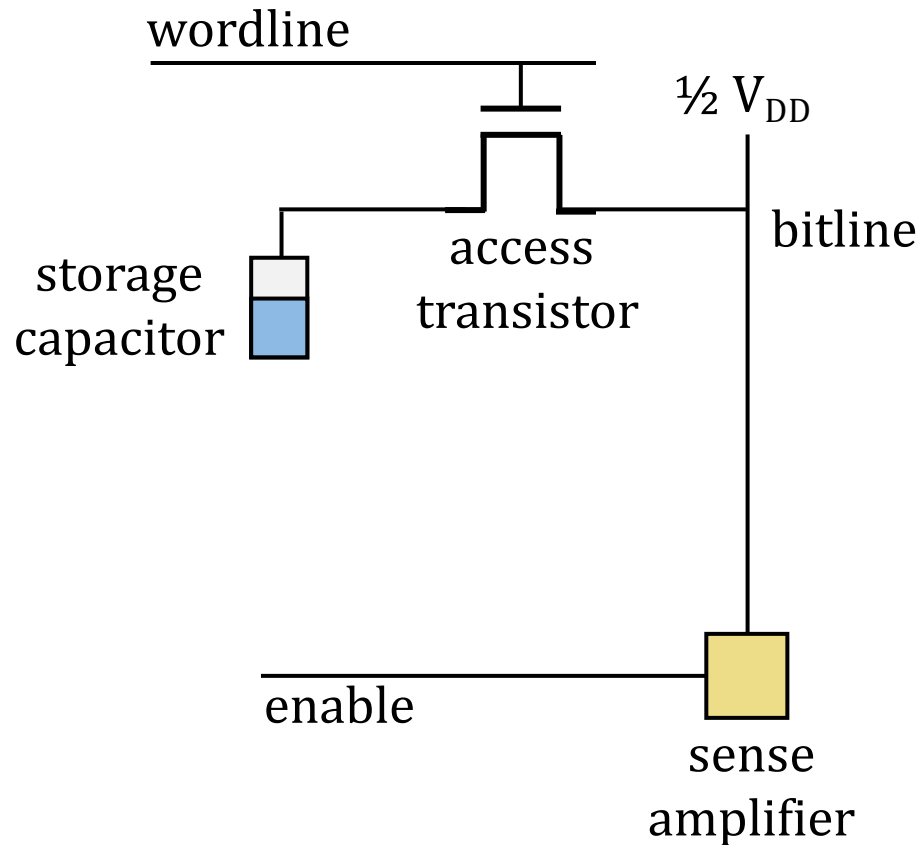 wordline
½ V_DD
bitline
access
transistor
storage
capacitor
enable
sense
amplifier